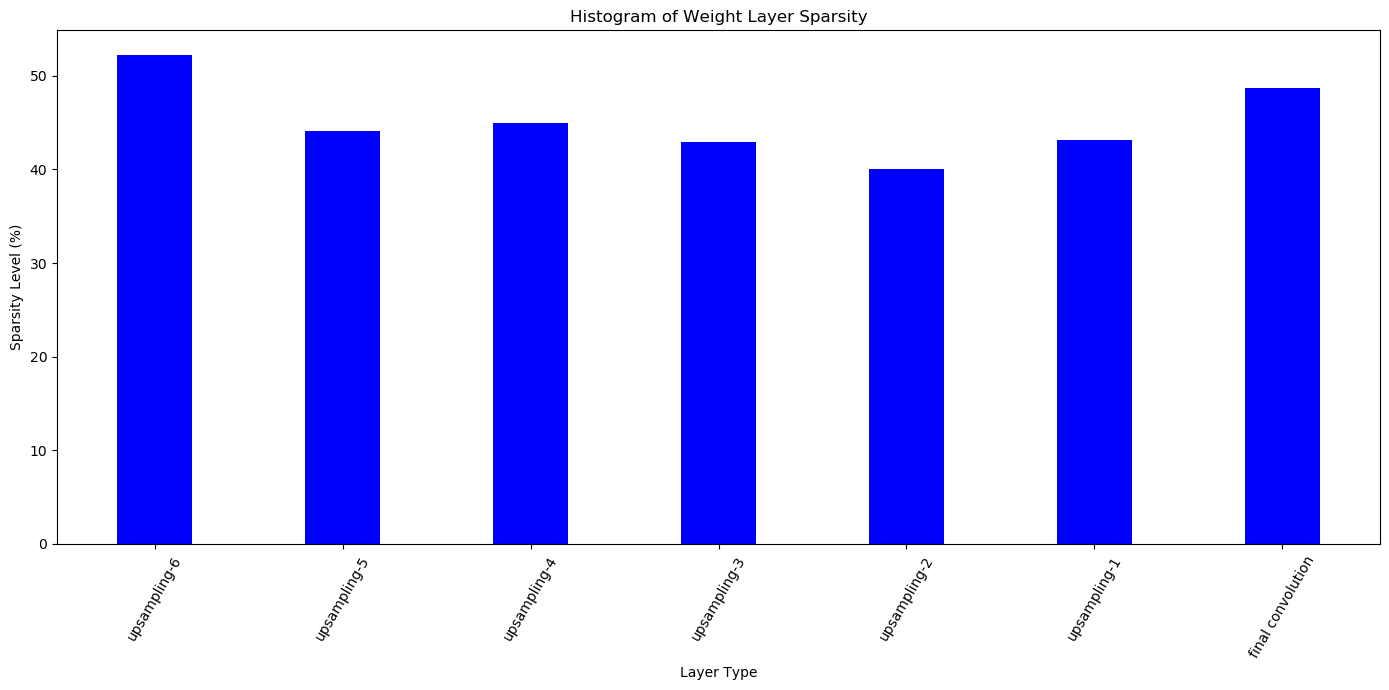 Histogram of Weight Layer Sparsity
Sparsity Level (%)
50
40
30
20
10
0
upsampling-6
upsampling-5
upsampling-4
upsampling-3
upsampling-2
upsampling-1
final convolution
Layer Type